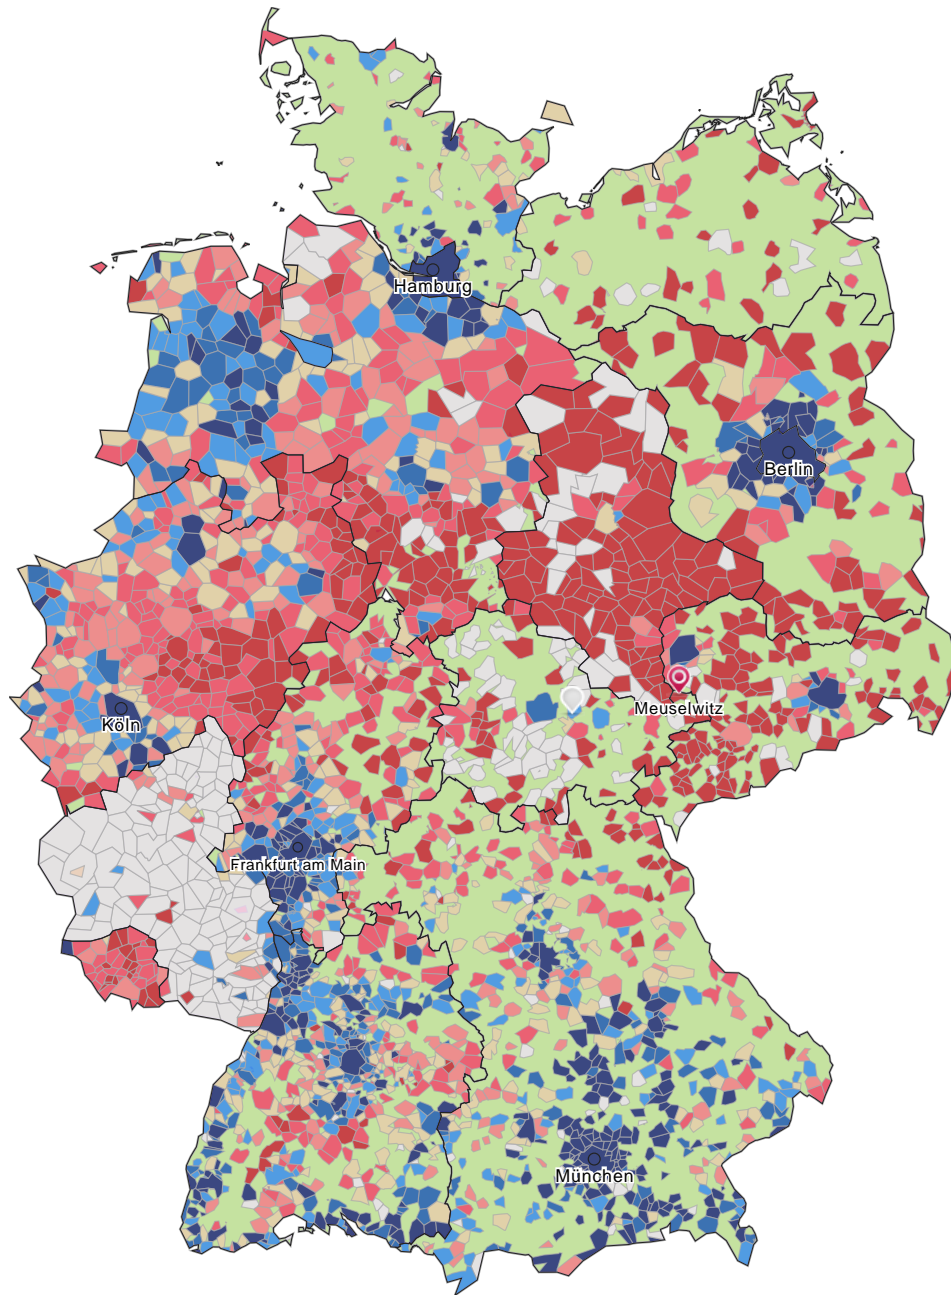 Hamburg
Berlin
Meuselwitz
Köln
Frankfurt am Main
München